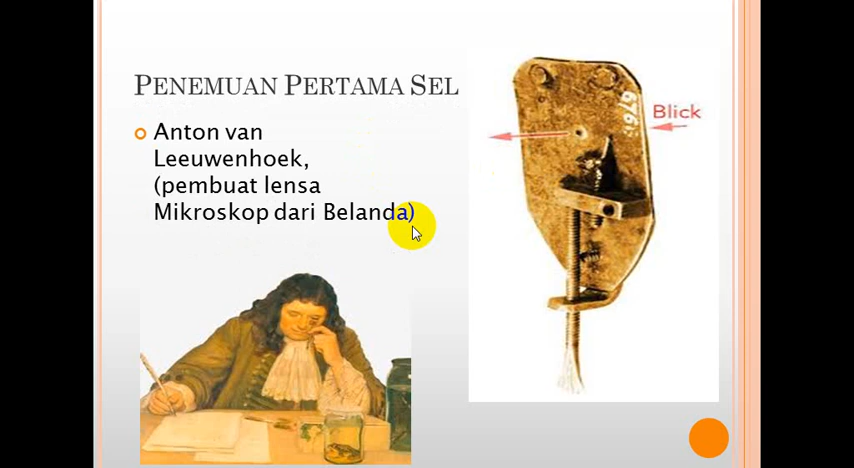 PENEMUAN PERTAMA SEL
Anton van
Leeuwenhoek,
(pembuat lensa
Mikroskop dari Belanda)
Blick